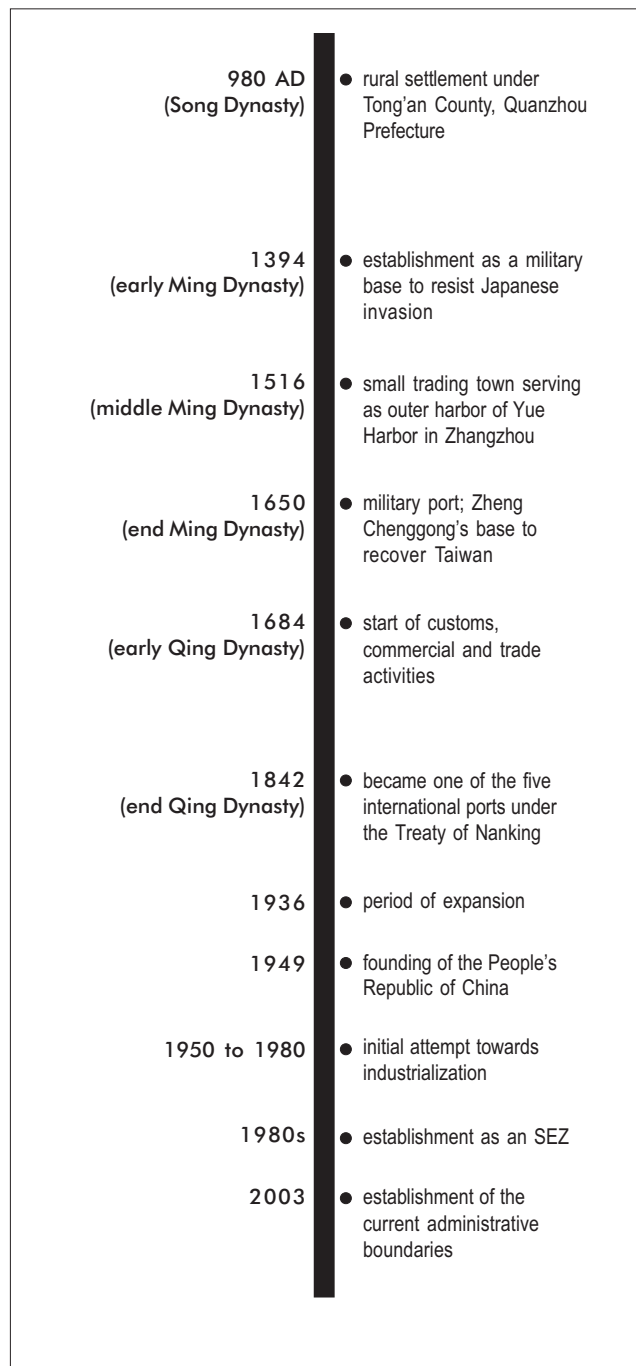 980 AD
(Song Dynasty)
rural settlement under
Tong'an County, Quanzhou
Prefecture
1394
(early Ming Dynasty)
establishment as a military
base to resist Japanese
invasion
1516
(middle Ming Dynasty)
small trading town serving
as outer harbor of Yue
Harbor in Zhangzhou
1650
(end Ming Dynasty)
military port; Zheng
Chenggong's base to
recover Taiwan
1684
(early Qing Dynasty)
start of customs,
commercial and trade
activities
1842
(end Qing Dynasty)
became one of the five
international ports under
the Treaty of Nanking
1936
period of expansion
1949
founding of the People's
Republic of China
1950 to 1980
initial attempt towards
industrialization
1980s
establishment as an SEZ
2003
establishment of the
current administrative
boundaries